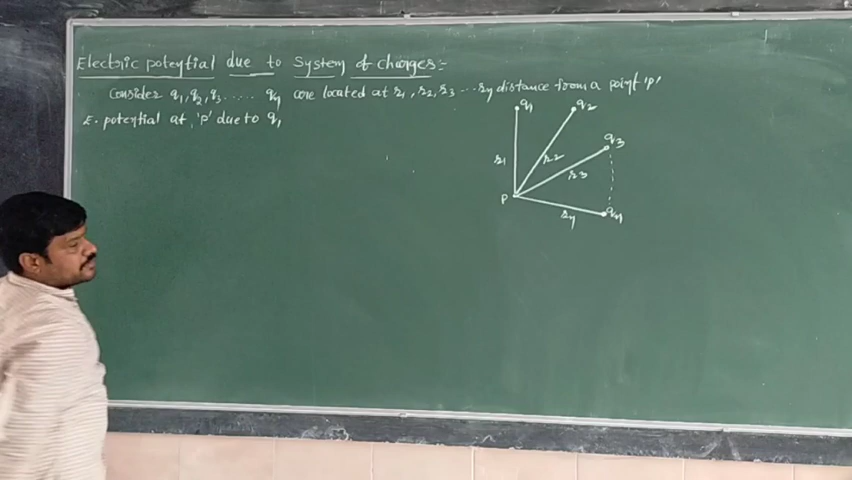 Electric potential due to System of charges:-
Consider q1, q2, q3 ...... qn are located at r1, r2, r3 ... rn distance from a point 'P'
E. potential at 'P' due to q1
q1
q2
q3
r1
r2
r3
P
rn
qn